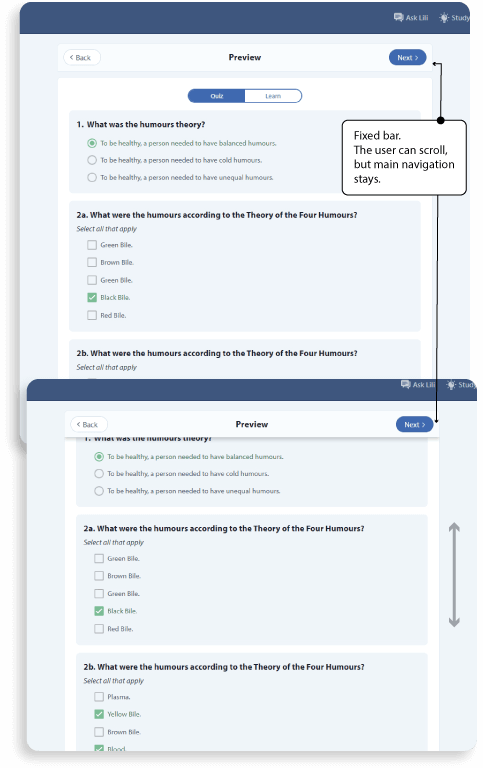 Ask Lili Study
Back Preview Next
Quiz Learn
1. What was the humours theory?
To be healthy, a person needed to have balanced humours.
To be healthy, a person needed to have cold humours.
To be healthy, a person needed to have unequal humours.
Fixed bar.
The user can scroll,
but main navigation
stays.
2a. What were the humours according to the Theory of the Four Humours?
Select all that apply
Green Bile.
Brown Bile.
Green Bile.
Black Bile.
Red Bile.
2b. What were the humours according to the Theory of the Four Humours?
Select all that apply
Ask Lili Study
Back Preview Next
1. What was the humours theory?
To be healthy, a person needed to have balanced humours.
To be healthy, a person needed to have cold humours.
To be healthy, a person needed to have unequal humours.
2a. What were the humours according to the Theory of the Four Humours?
Select all that apply
Green Bile.
Brown Bile.
Green Bile.
Black Bile.
Red Bile.
2b. What were the humours according to the Theory of the Four Humours?
Select all that apply
Plasma.
Yellow Bile.
Brown Bile.
Blood.